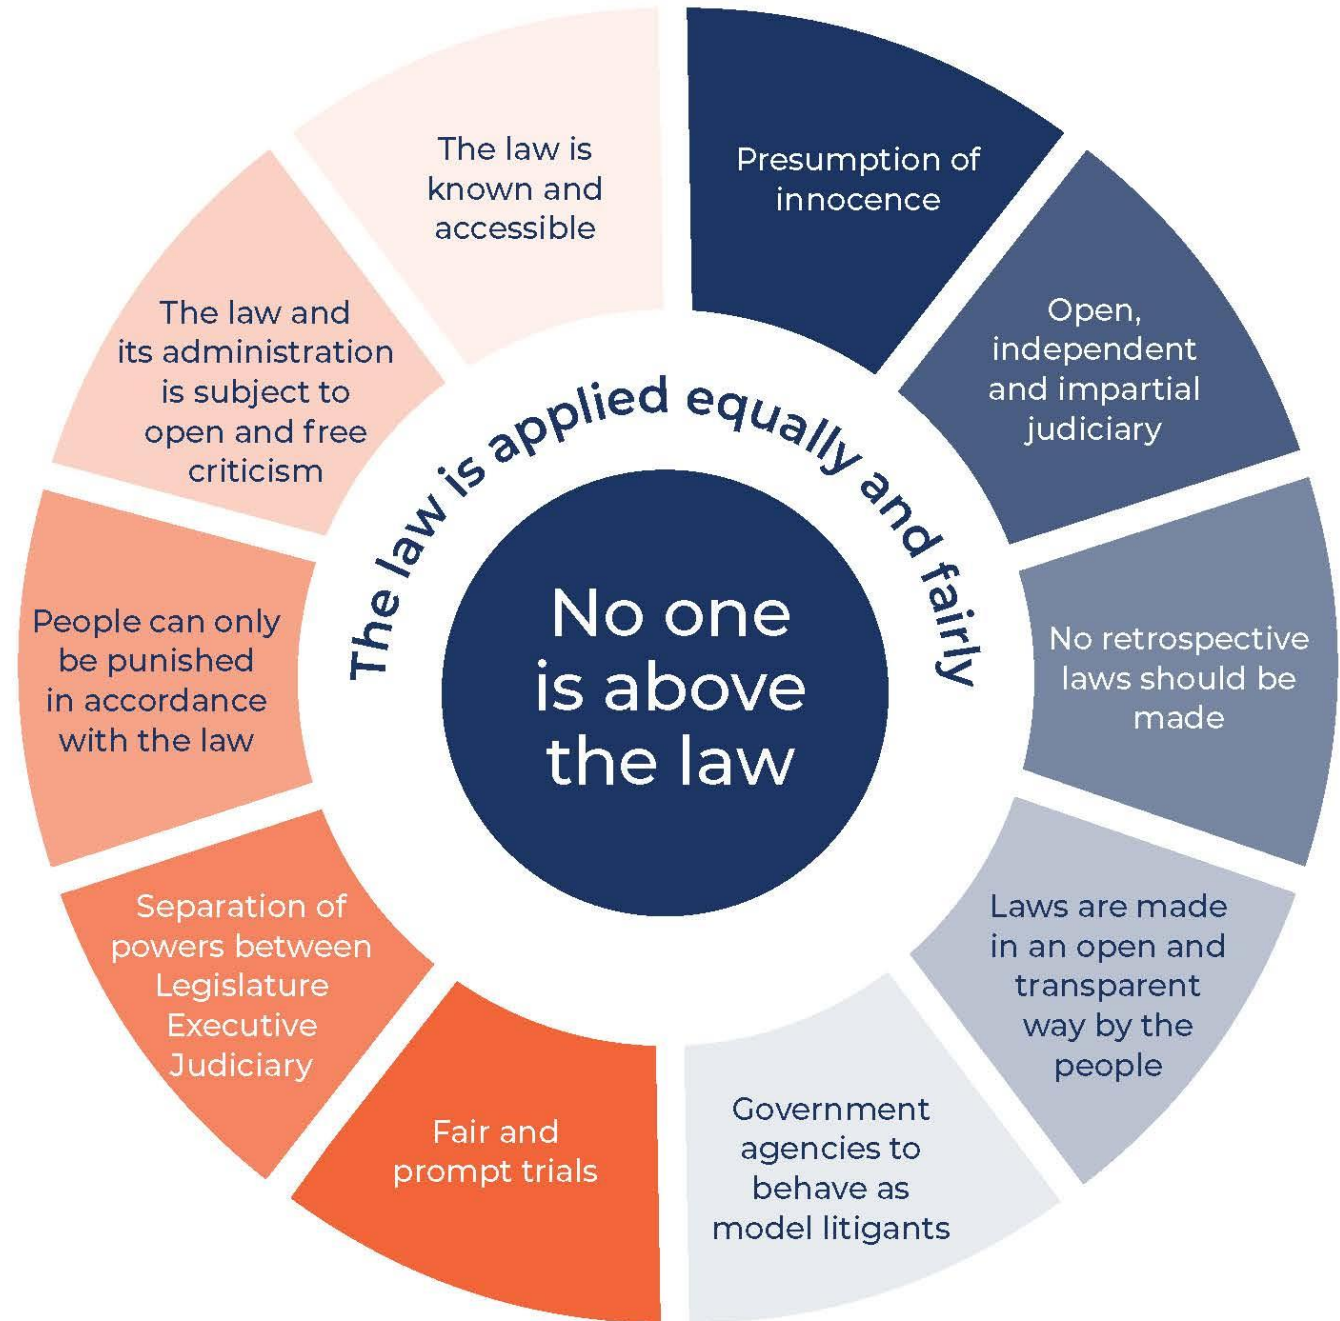 The law is
known and
accessible
Presumption of
innocence
Open,
independent
and impartial
judiciary
No retrospective
laws should be
made
Laws are made
in an open and
transparent
way by the
people
Government
agencies to
behave as
model litigants
Fair and
prompt trials
Separation of
powers between
Legislature
Executive
Judiciary
People can only
be punished
in accordance
with the law
The law and
its administration
is subject to
open and free
criticism
The law is applied equally and fairly
No one
is above
the law